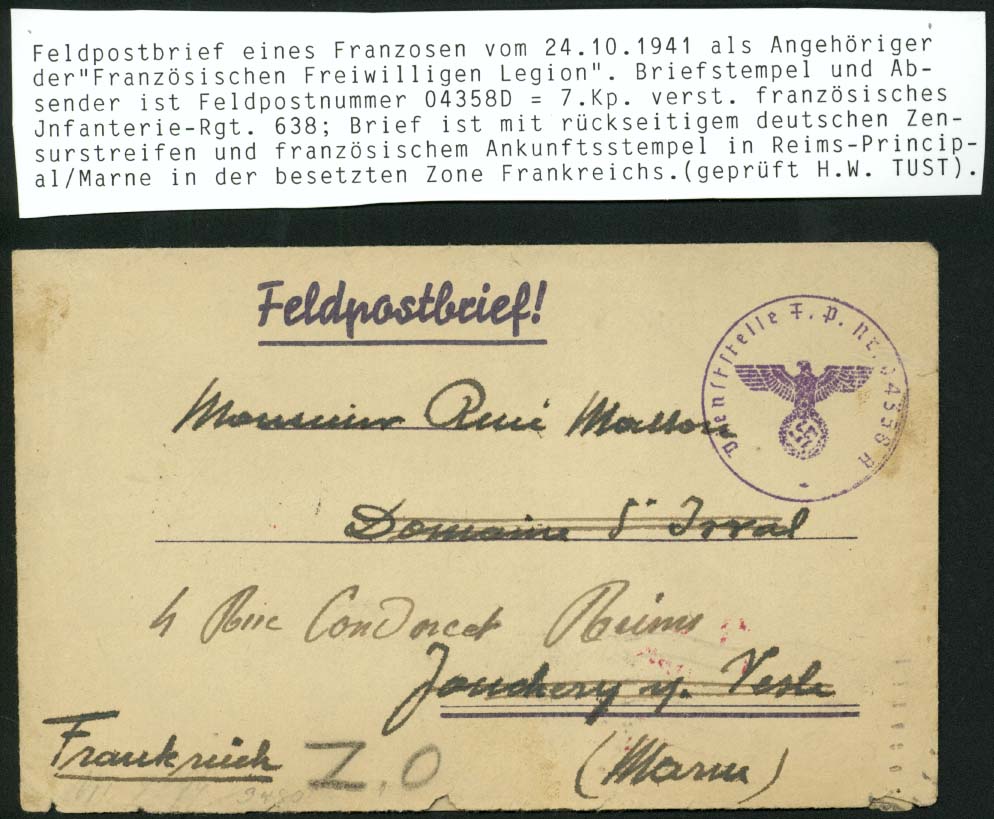 Feldpostbrief eines Franzosen vom 24.10.1941 als Angehöriger
der"Französischen Freiwilligen Legion". Briefstempel und Ab-
sender ist Feldpostnummer 04358D = 7.Kp. verst. französisches
Jnfanterie-Rgt. 638; Brief ist mit rückseitigem deutschen Zen-
surstreifen und französischem Ankunftsstempel in Reims-Princip-
al/Marne in der besetzten Zone Frankreichs.(geprüft H.W. TUST).
Feldpostbrief!
Dienststelle F. P. Nr.
Monsieur René Masson
Domaine d' Irval
4 Rue Condorcet Reims
Jonchery s/. Vesle
Frankreich Z.O (Marne)